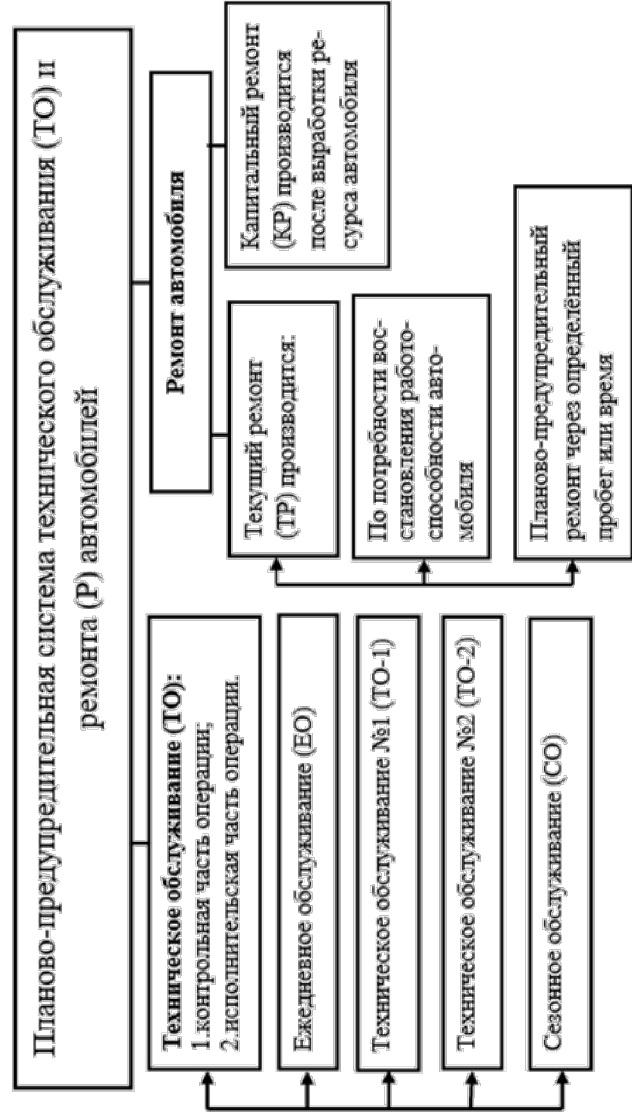 Планово-предупредительная система технического обслуживания (ТО) и
ремонта (Р) автомобилей
Техническое обслуживание (ТО):
1.контрольная часть операции;
2.исполнительская часть операции.
Ежедневное обслуживание (ЕО)
Техническое обслуживание №1 (ТО-1)
Техническое обслуживание №2 (ТО-2)
Сезонное обслуживание (СО)
Ремонт автомобиля
Текущий ремонт
(ТР) производится:
По потребности вос-
становления работо-
способности авто-
мобиля
Планово-предупредительный
ремонт через определённый
пробег или время
Капитальный ремонт
(КР) производится
после выработки ре-
сурса автомобиля